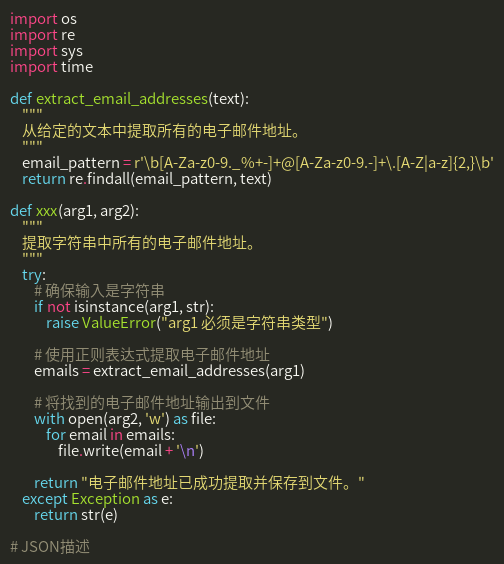 import os
import re
import sys
import time

def extract_email_addresses(text):
    """
    从给定的文本中提取所有的电子邮件地址。
    """
    email_pattern = r'\b[A-Za-z0-9._%+-]+@[A-Za-z0-9.-]+\.[A-Z|a-z]{2,}\b'
    return re.findall(email_pattern, text)

def xxx(arg1, arg2):
    """
    提取字符串中所有的电子邮件地址。
    """
    try:
        # 确保输入是字符串
        if not isinstance(arg1, str):
            raise ValueError("arg1 必须是字符串类型")

        # 使用正则表达式提取电子邮件地址
        emails = extract_email_addresses(arg1)

        # 将找到的电子邮件地址输出到文件
        with open(arg2, 'w') as file:
            for email in emails:
                file.write(email + '\n')

        return "电子邮件地址已成功提取并保存到文件。"
    except Exception as e:
        return str(e)

# JSON描述